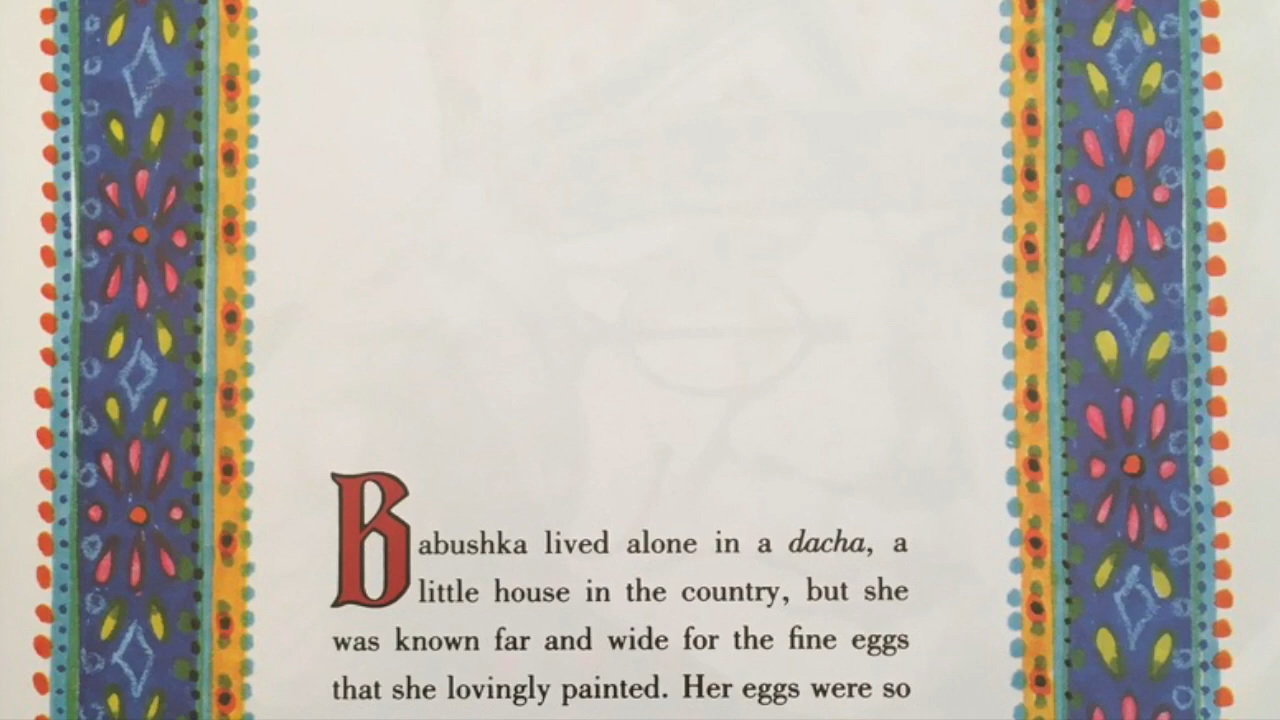 Babushka lived alone in a dacha, a
little house in the country, but she
was known far and wide for the fine eggs
that she lovingly painted. Her eggs were so